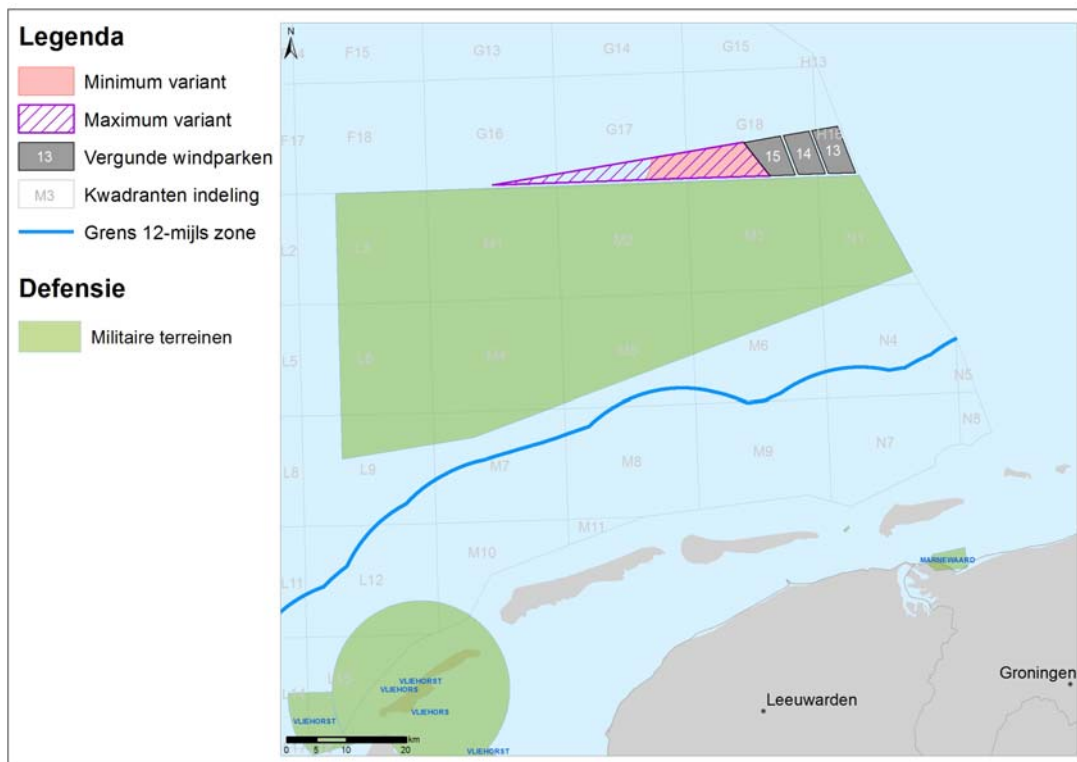 Legenda
Minimum variant
Maximum variant
13 Vergunde windparken
M3 Kwadranten indeling
Grens 12-mijls zone
Defensie
Militaire terreinen
N
F15 G13 G14 G15
H13
F17 F18 G16 G17 G18
15 14 13
L2 L3 M1 M2 M3 N1
L5 L6 M4 M5 M6 N4
N5
L8 L9 M7 M8 M9 N7 N8
M11
L11 L12 M10
MARNEWAARD
Groningen
Leeuwarden
VLIEHORST
VLIEHORS
VLIEHORS
VLIEHORST
VLIEHORST
km
0 5 10 20